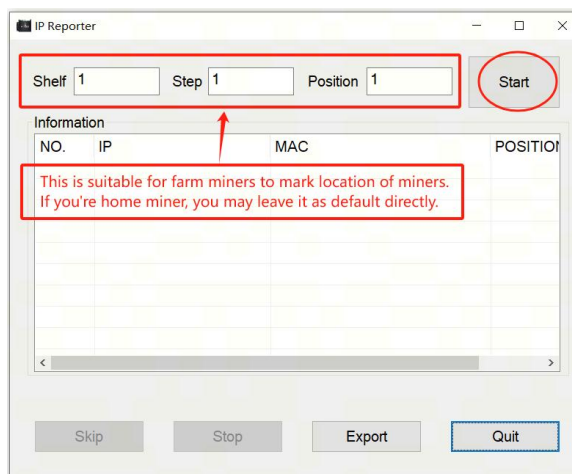 IP Reporter
Shelf 1 Step 1 Position 1 Start
Information
NO. IP MAC POSITION
This is suitable for farm miners to mark location of miners.
If you're home miner, you may leave it as default directly.
Skip Stop Export Quit